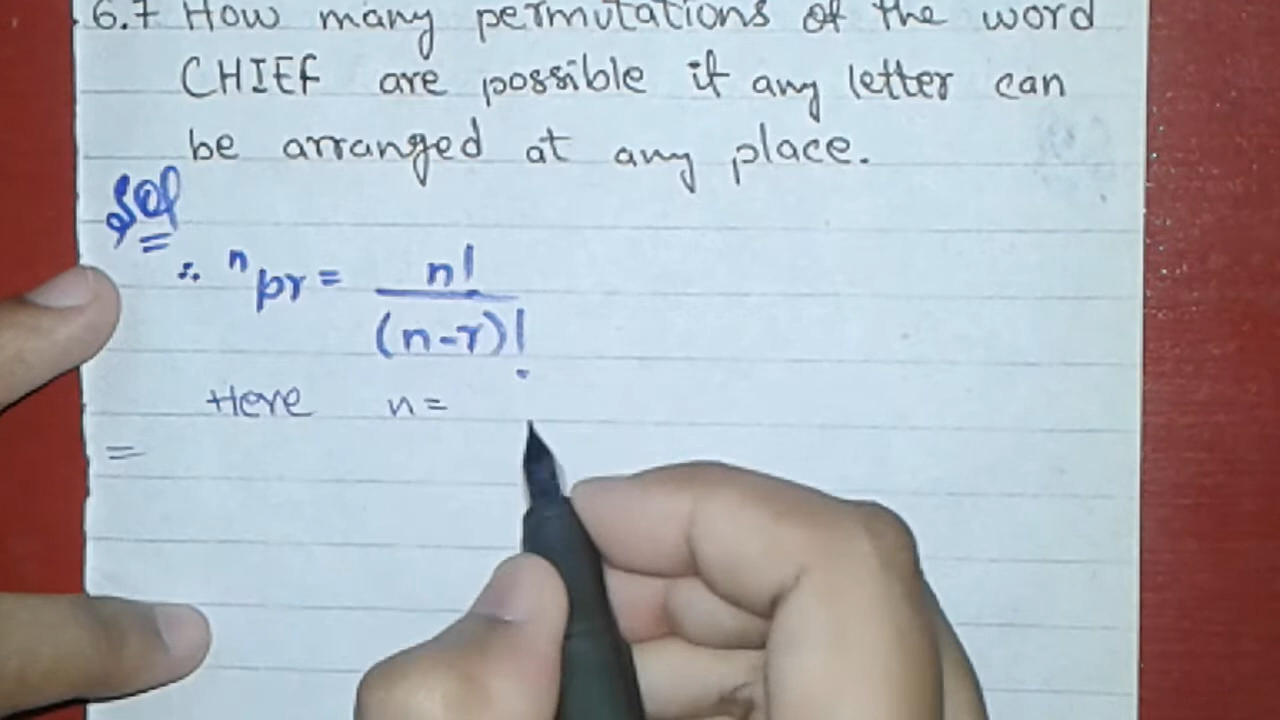 6.7 How many permutations of the word
CHIEF are possible if any letter can
be arranged at any place.
Sol
∴ ⁿpr = n! / (n-r)!
Here n =
=